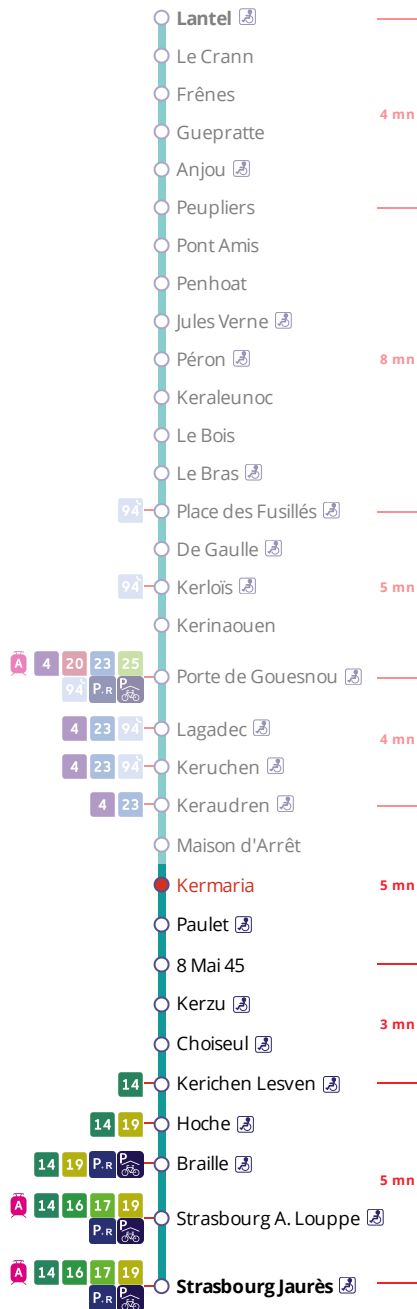 Lantel
Le Crann
Frênes
4 mn
Guepratte
Anjou
Peupliers
Pont Amis
Penhoat
Jules Verne
Péron
8 mn
Keraleunoc
Le Bois
Le Bras
94 Place des Fusillés
De Gaulle
94 Kerloïs
5 mn
Kerinaouen
A 4 20 23 25
Porte de Gouesnou
94 P.R P
Lagadec
4 23 94
4 mn
4 23 94 Keruchen
4 23 Keraudren
Maison d'Arrêt
Kermaria
5 mn
Paulet
8 Mai 45
Kerzu
3 mn
Choiseul
14 Kerichen Lesven
14 19 Hoche
14 19 P.R P Braille
5 mn
A 14 16 17 19
Strasbourg A. Louppe
P.R P
A 14 16 17 19
Strasbourg Jaurès
P.R P